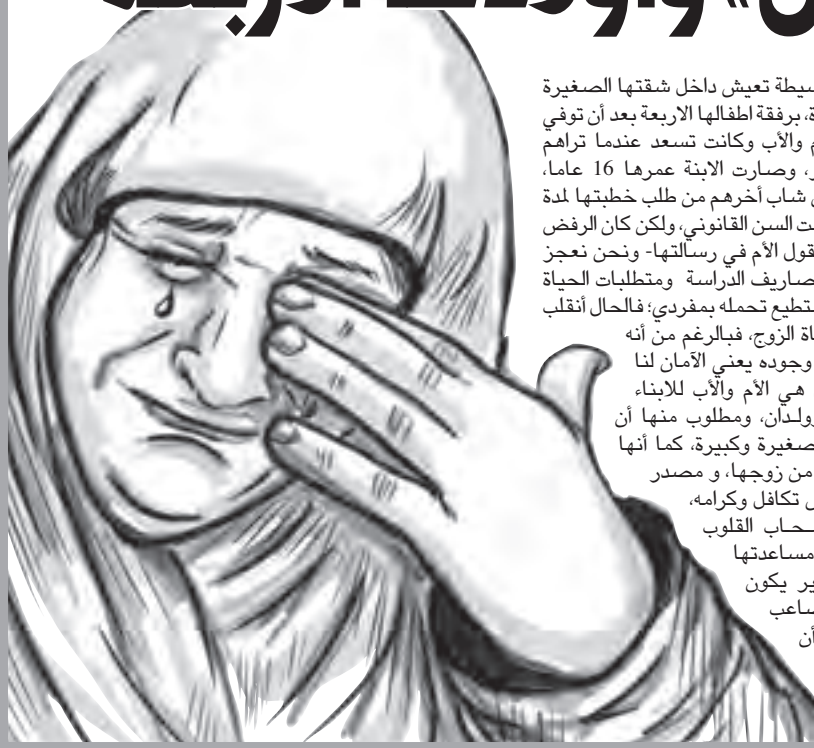 وأولادها الأربعة
سيطة تعيش داخل شقتها الصغيرة
ة، برفقة اطفالها الاربعة بعد أن توفي
م والأب وكانت تسعد عندما تراهم
ر، وصارت الابنة عمرها 16 عاما،
شاب أخرهم من طلب خطبتها لمدة
ت السن القانوني، ولكن كان الرفض
قول الأم في رسالتها- ونحن نعجز
صاريف الدراسة ومتطلبات الحياة
ستطيع تحمله بمفردي؛ فالحال أنقلب
اة الزوج، فبالرغم من أنه
وجوده يعني الآمان لنا
هي الأم والأب للابناء
ولدان، ومطلوب منها أن
صغيرة وكبيرة، كما أنها
من زوجها، و مصدر
تكافل وكرامه،
حاب القلوب
مساعدتها
ير يكون
ساعب
أن